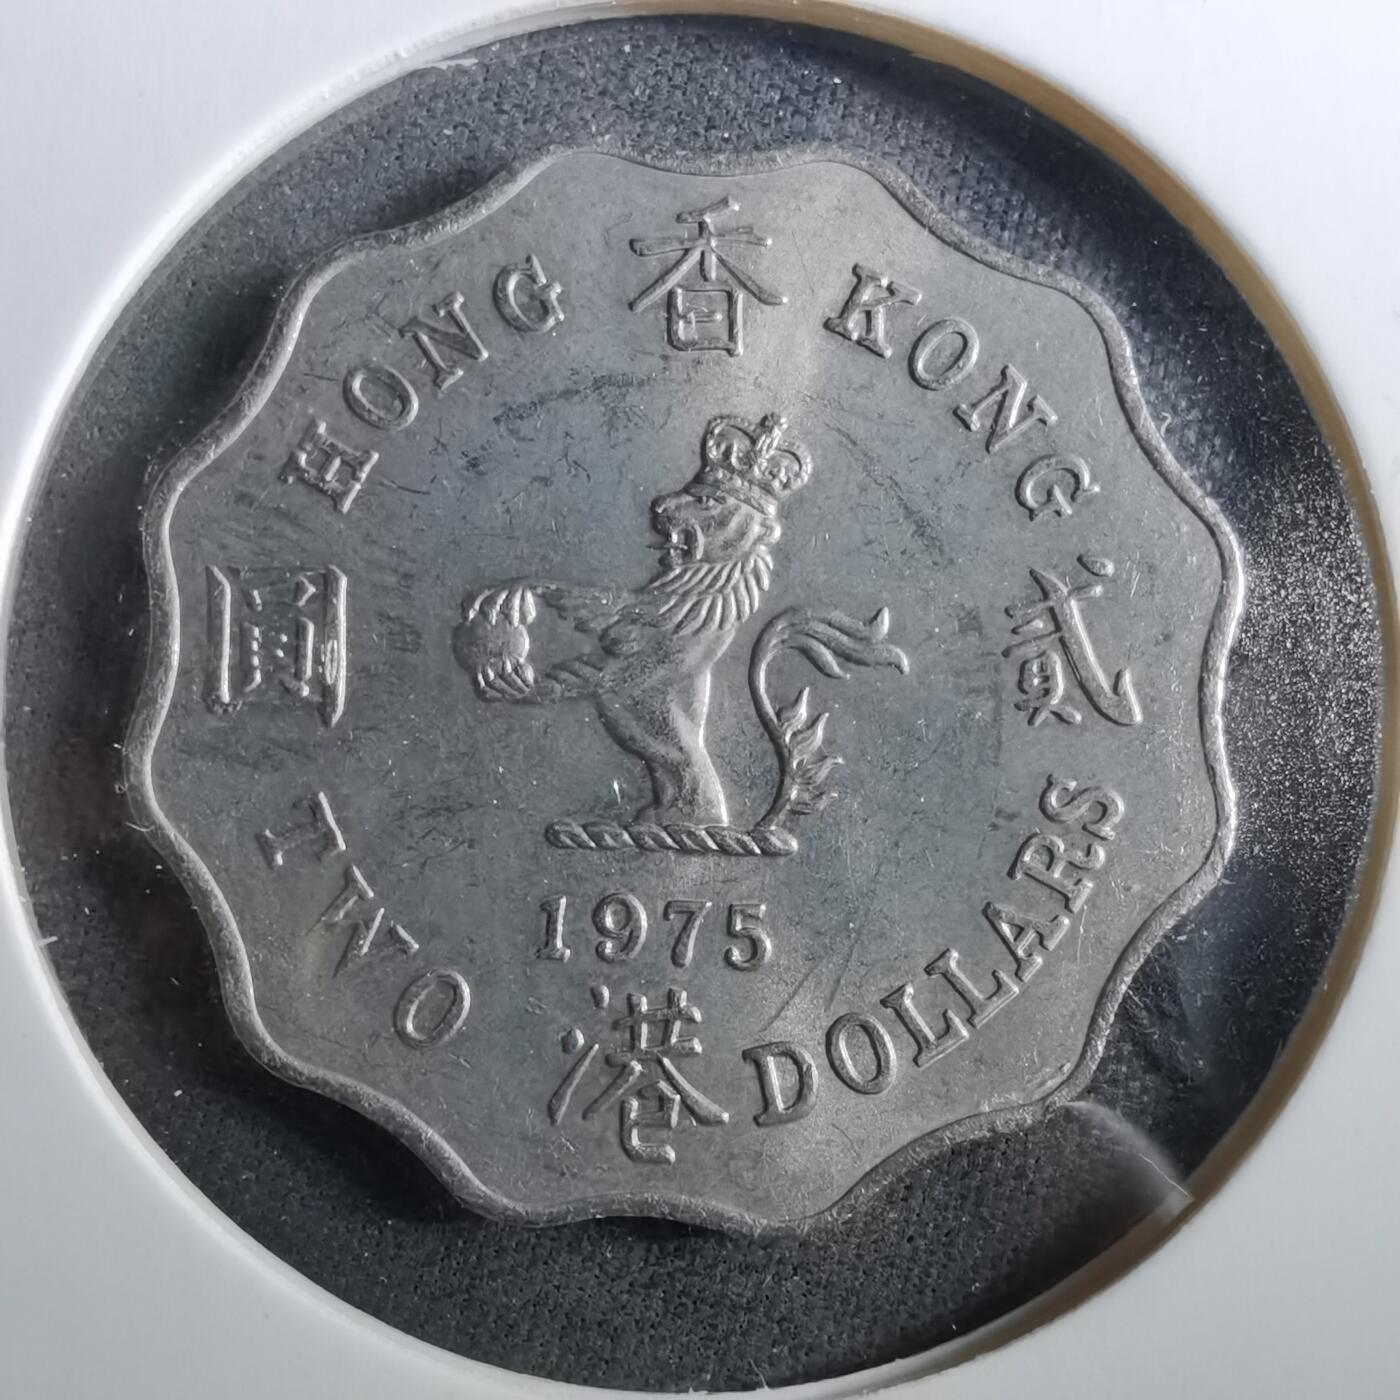 HONG KONG
香港
貳圓
TWO DOLLARS
1975